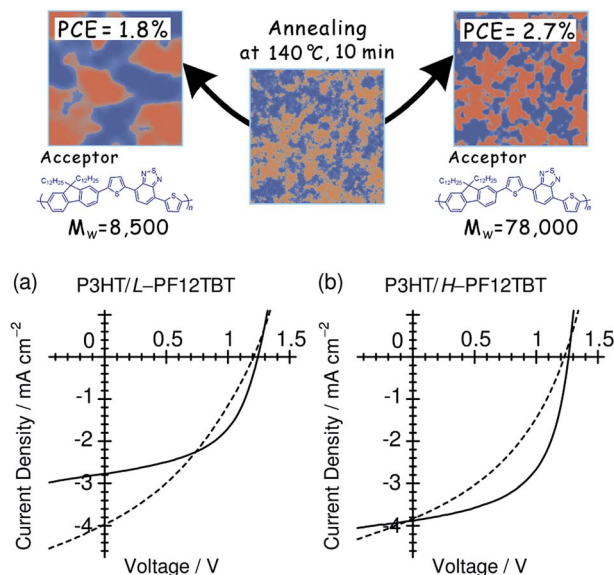 PCE = 1.8%
Annealing
at 140 ℃, 10 min
PCE = 2.7%
Acceptor
Acceptor
C12H25 C12H25
N S N
S
S
n
C12H25 C12H25
N S N
S
S
n
Mw=8,500
Mw=78,000
(a) P3HT/L–PF12TBT
(b) P3HT/H–PF12TBT
0 0.5 1 1.5
-1
-2
-3
-4
Current Density / mA cm−2
Voltage / V
0 0.5 1 1.5
-1
-2
-3
-4
Current Density / mA cm−2
Voltage / V